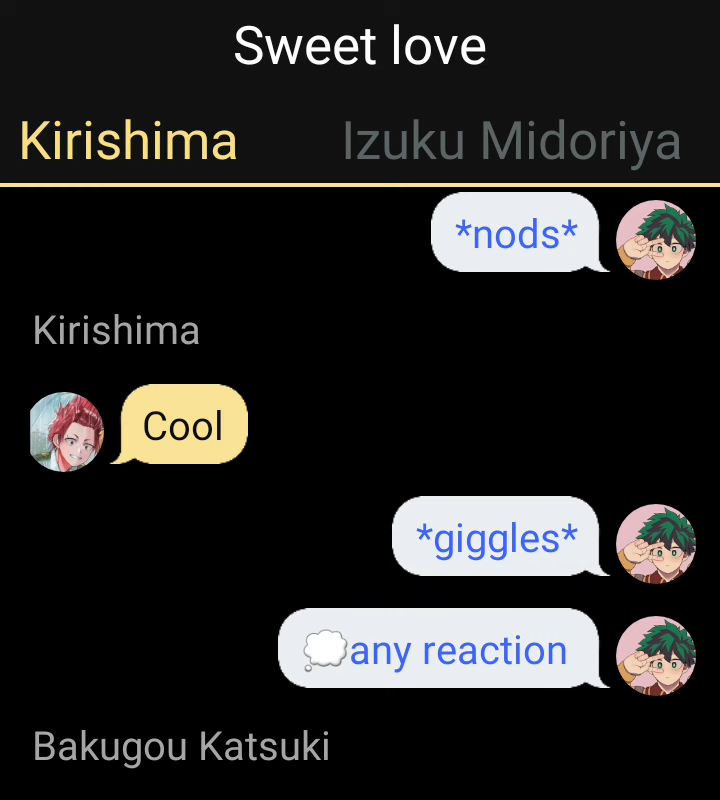 Sweet love
Kirishima Izuku Midoriya
*nods*
Kirishima
Cool
*giggles*
💭any reaction
Bakugou Katsuki